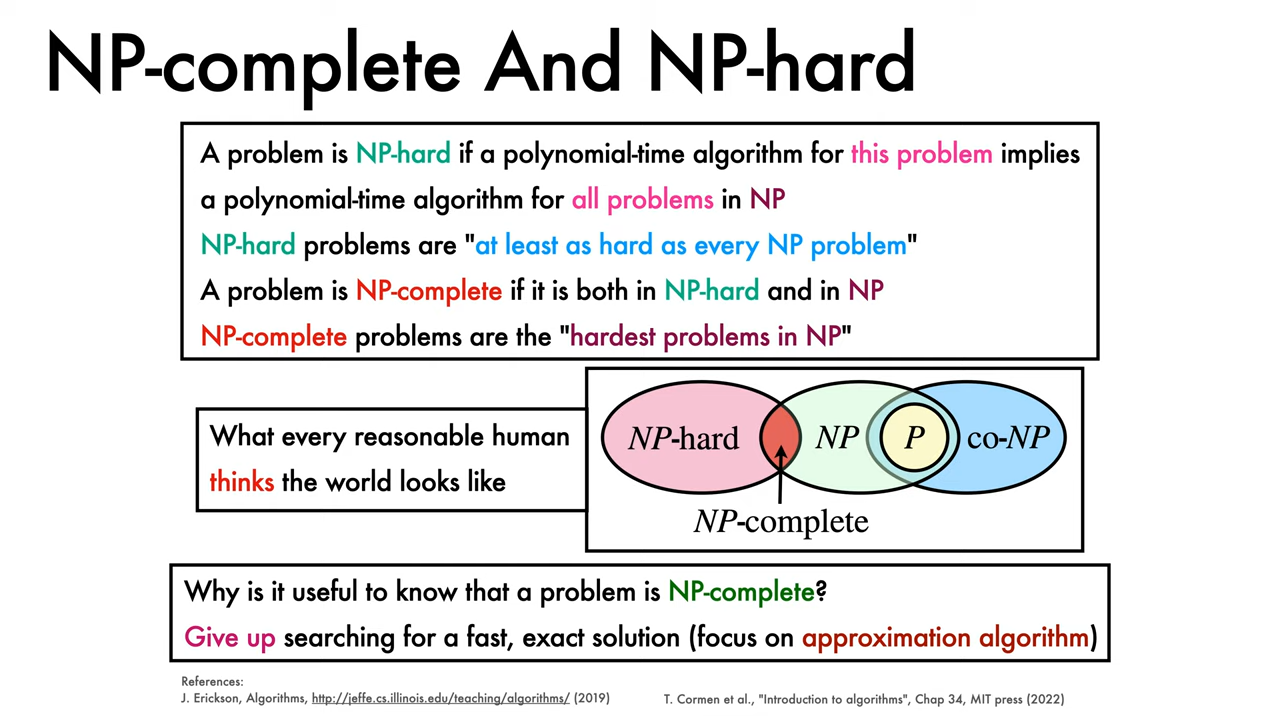 NP-complete And NP-hard
A problem is NP-hard if a polynomial-time algorithm for this problem implies
a polynomial-time algorithm for all problems in NP
NP-hard problems are "at least as hard as every NP problem"
A problem is NP-complete if it is both in NP-hard and in NP
NP-complete problems are the "hardest problems in NP"
What every reasonable human
thinks the world looks like
NP-hard NP P co-NP
NP-complete
Why is it useful to know that a problem is NP-complete?
Give up searching for a fast, exact solution (focus on approximation algorithm)
References:
J. Erickson, Algorithms, http://jeffe.cs.illinois.edu/teaching/algorithms/ (2019)
T. Cormen et al., "Introduction to algorithms", Chap 34, MIT press (2022)